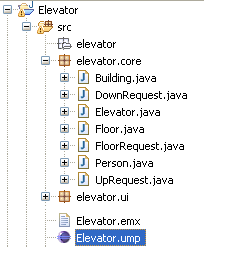 Elevator
src
elevator
elevator.core
Building.java
DownRequest.java
Elevator.java
Floor.java
FloorRequest.java
Person.java
UpRequest.java
elevator.ui
Elevator.emx
Elevator.ump